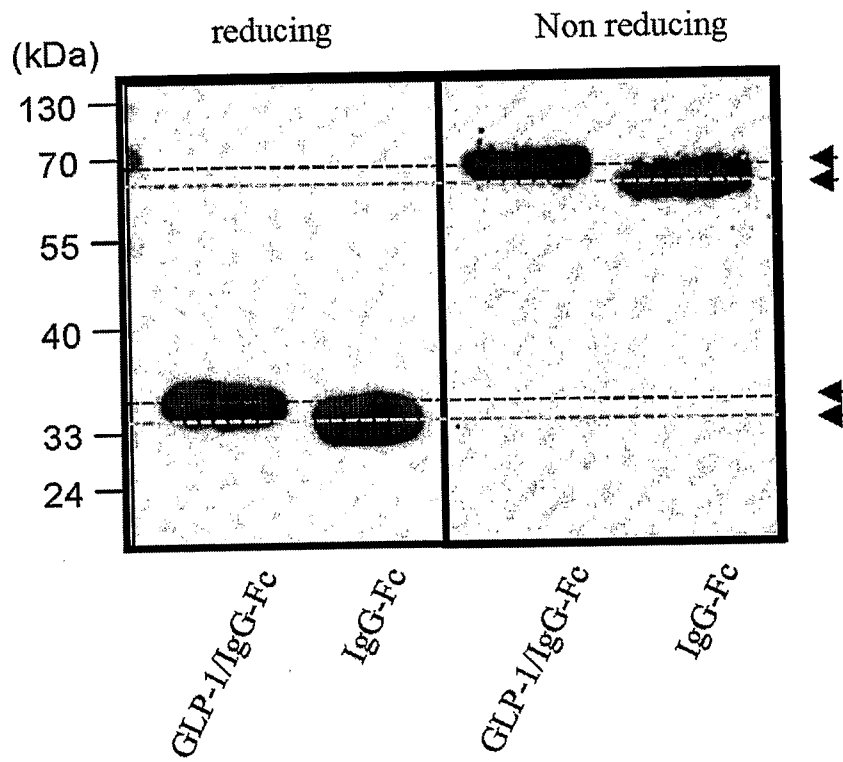 reducing
Non reducing
(kDa)
130
70
55
40
33
24
GLP-1/IgG-Fc
IgG-Fc
GLP-1/IgG-Fc
IgG-Fc